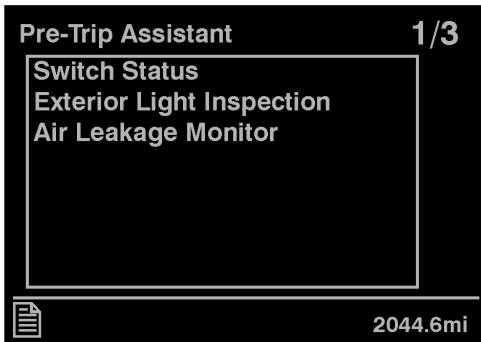 Pre-Trip Assistant 1/3
Switch Status
Exterior Light Inspection
Air Leakage Monitor
2044.6mi